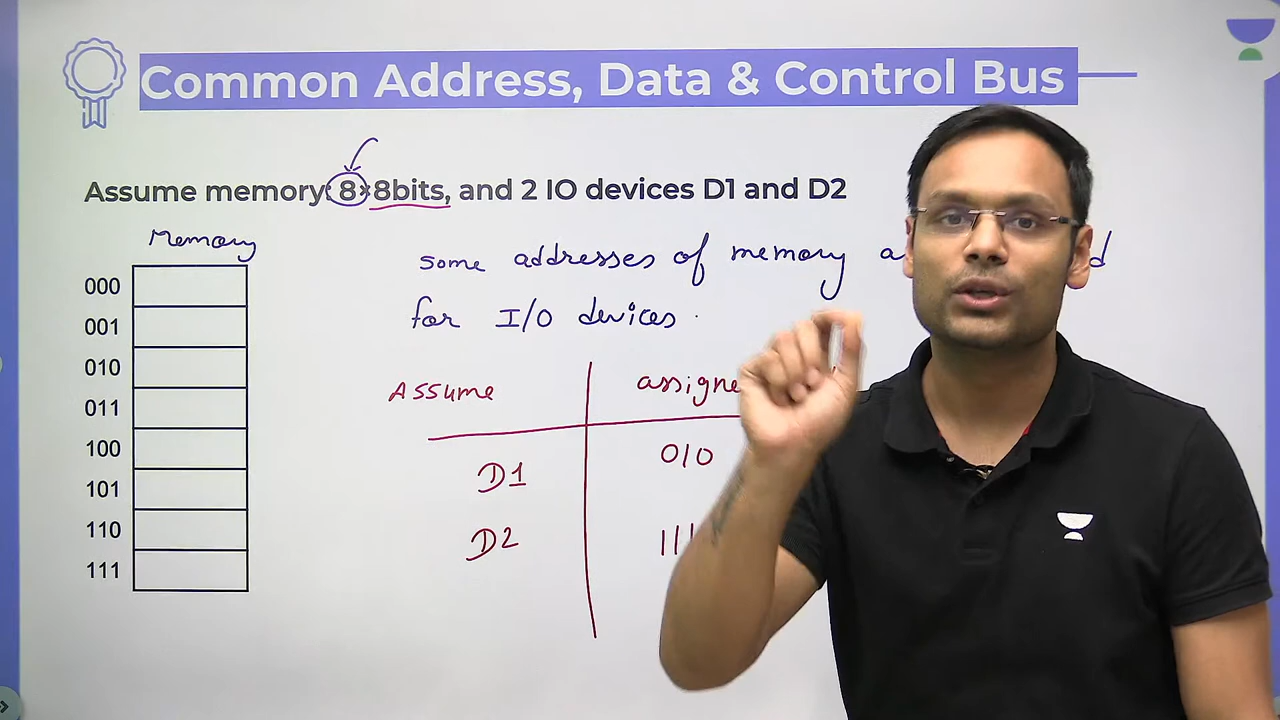 Common Address, Data & Control Bus
Assume memory: 8×8bits, and 2 IO devices D1 and D2
Memory
some addresses of memory
for I/O devices.
000
001
010
011
100
101
110
111
Assume
D1 010
D2 111